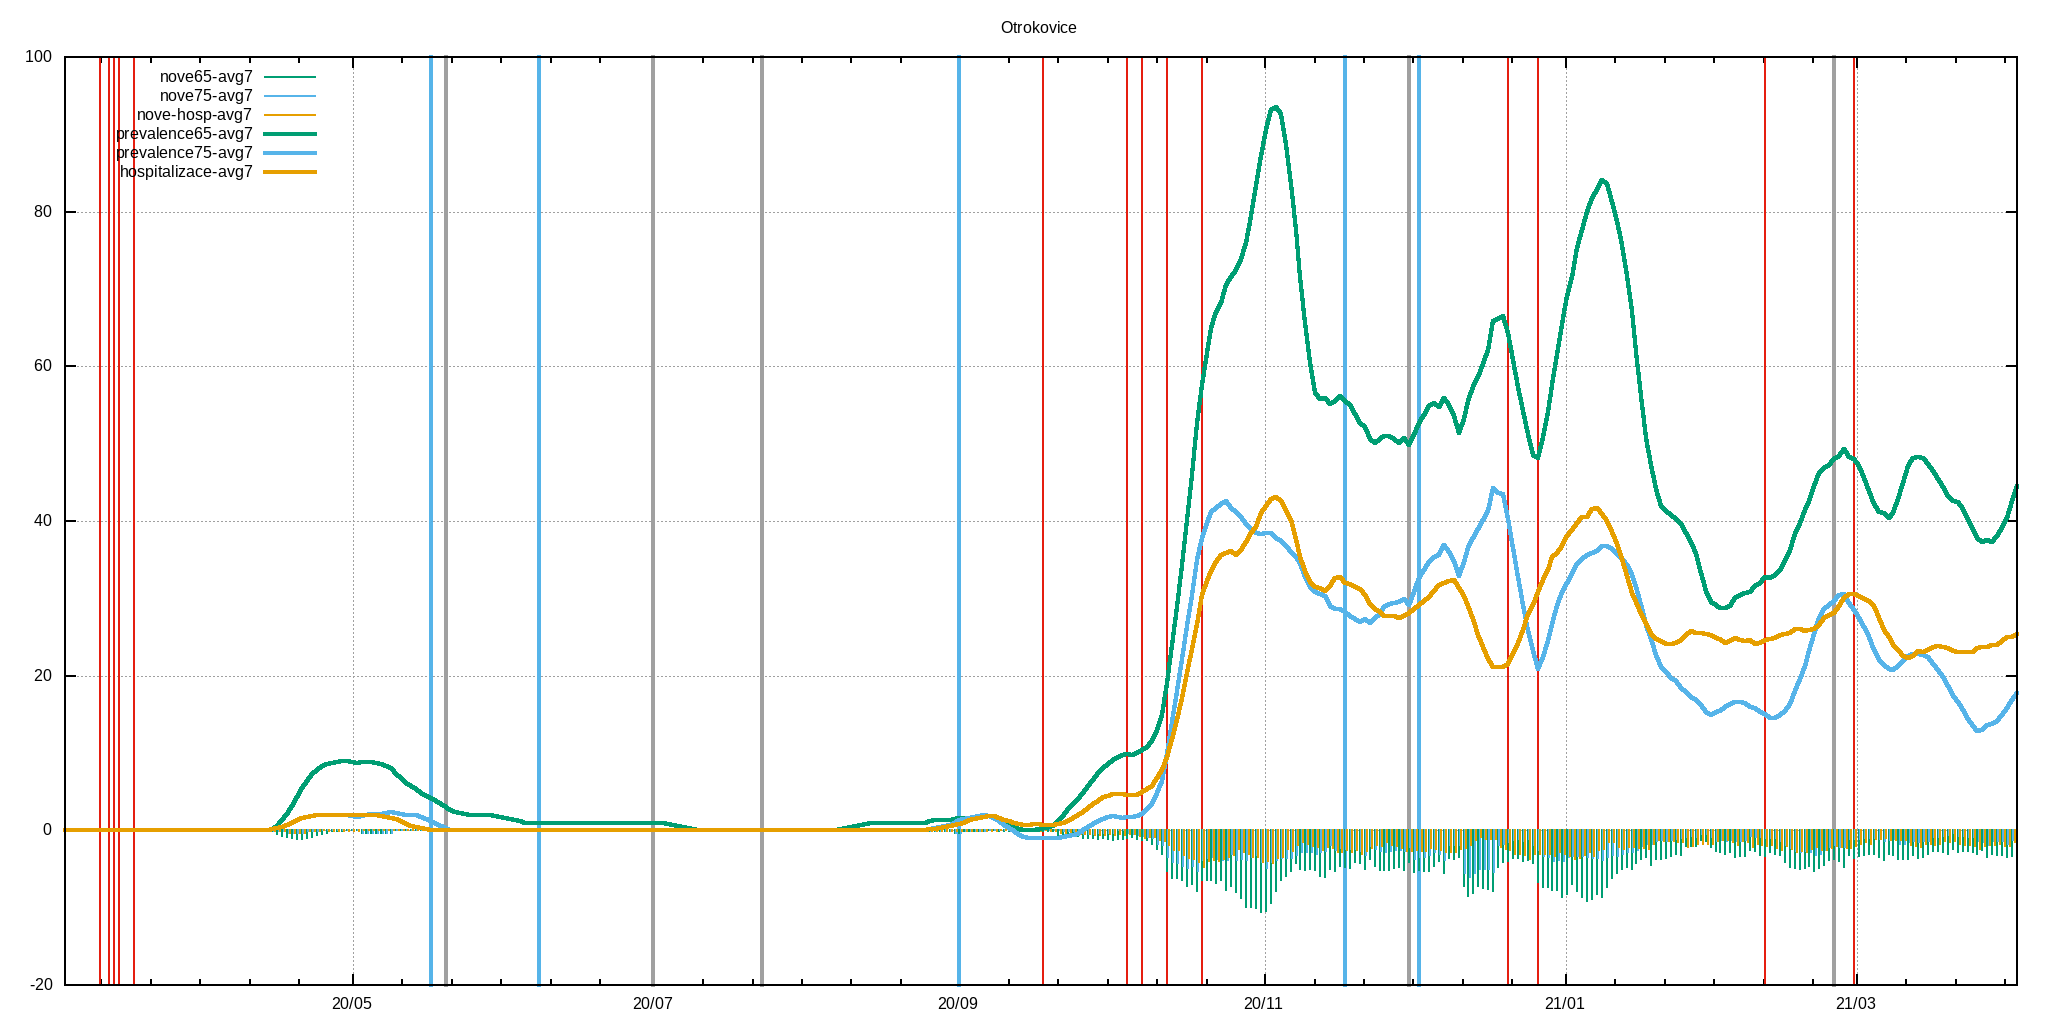 Otrokovice
100
80
60
40
20
0
-20
nove65-avg7
nove75-avg7
nove-hosp-avg7
prevalence65-avg7
prevalence75-avg7
hospitalizace-avg7
20/05
20/07
20/09
20/11
21/01
21/03